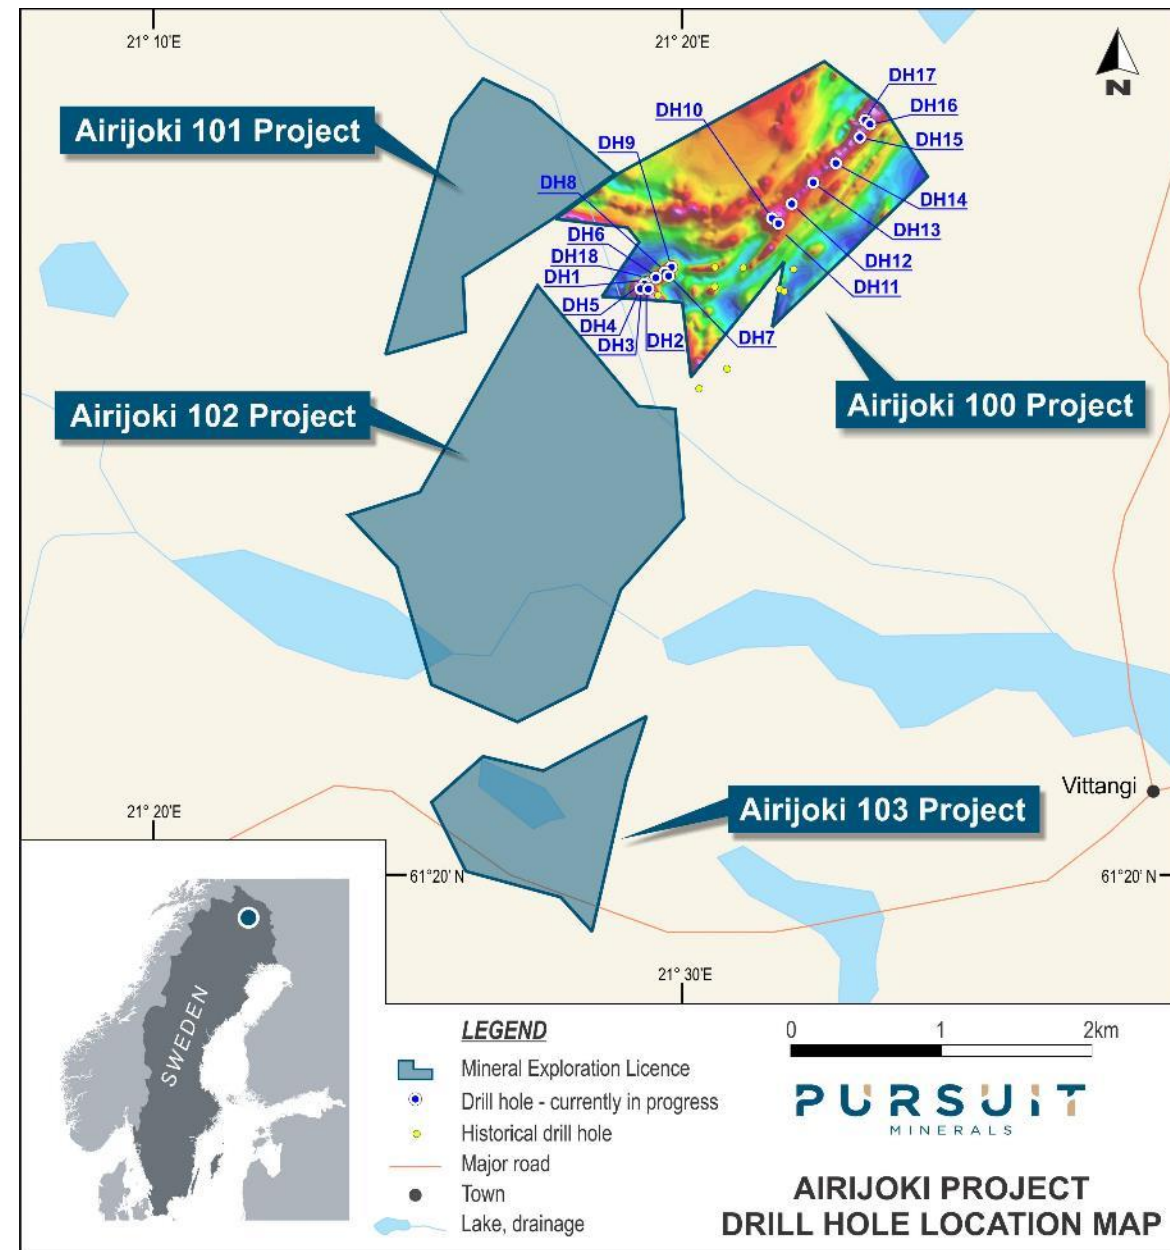 21° 10'E
21° 20'E
N
DH17
DH10
DH16
DH9
DH15
Airijoki 101 Project
DH8
DH14
DH6
DH13
DH18
DH12
DH1
DH11
DH5
DH4
DH3
DH2
DH7
Airijoki 100 Project
Airijoki 102 Project
Vittangi
21° 20'E
Airijoki 103 Project
61°20' N
61°20' N
21° 30'E
SWEDEN
LEGEND
Mineral Exploration Licence
Drill hole - currently in progress
Historical drill hole
Major road
Town
Lake, drainage
0 1 2km
PURSUIT
MINERALS
AIRIJOKI PROJECT
DRILL HOLE LOCATION MAP